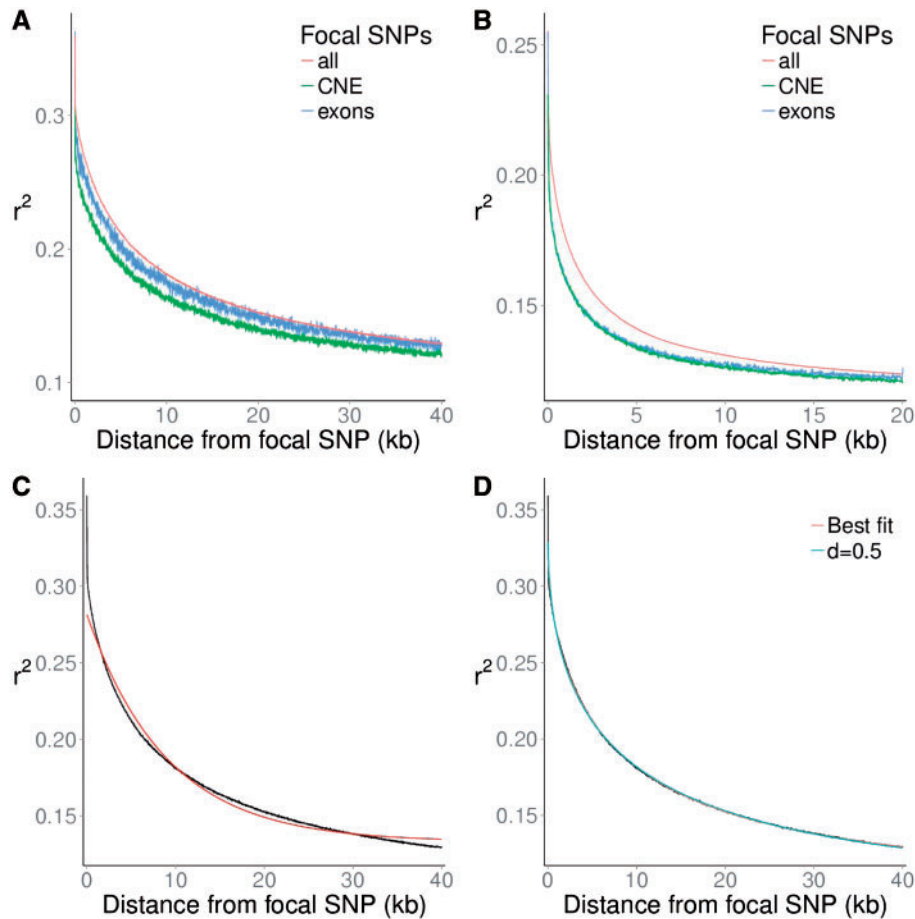 A
Focal SNPs
all
CNE
exons
0.3
0.2
0.1
r2
0 10 20 30 40
Distance from focal SNP (kb)
B
Focal SNPs
all
CNE
exons
0.25
0.20
0.15
r2
0 5 10 15 20
Distance from focal SNP (kb)
C
0.35
0.30
0.25
0.20
0.15
r2
0 10 20 30 40
Distance from focal SNP (kb)
D
Best fit
d=0.5
0.35
0.30
0.25
0.20
0.15
r2
0 10 20 30 40
Distance from focal SNP (kb)